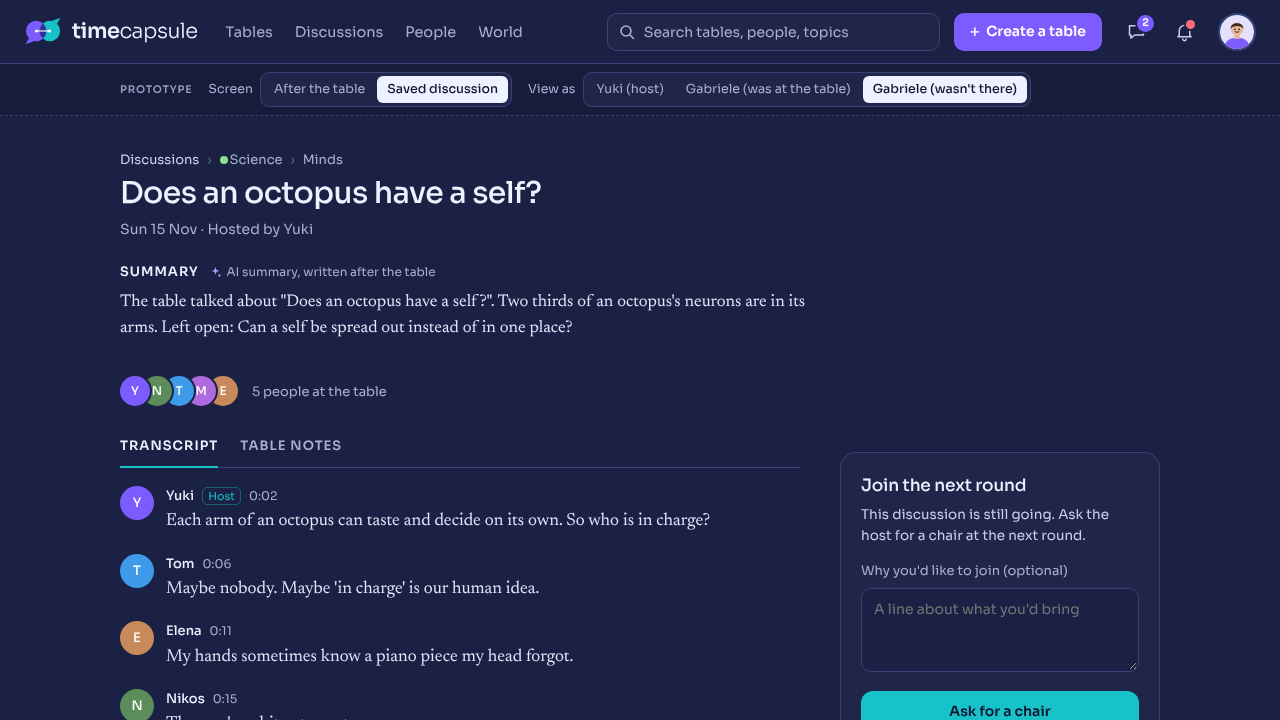 timecapsule
Tables
Discussions
People
World
Search tables, people, topics
+ Create a table
2
PROTOTYPE
Screen
After the table
Saved discussion
View as
Yuki (host)
Gabriele (was at the table)
Gabriele (wasn't there)
Discussions › Science › Minds
Does an octopus have a self?
Sun 15 Nov · Hosted by Yuki
SUMMARY
AI summary, written after the table
The table talked about "Does an octopus have a self?". Two thirds of an octopus's neurons are in its
arms. Left open: Can a self be spread out instead of in one place?
Y N T M E
5 people at the table
TRANSCRIPT
TABLE NOTES
Y
Yuki Host 0:02
Each arm of an octopus can taste and decide on its own. So who is in charge?
T
Tom 0:06
Maybe nobody. Maybe 'in charge' is our human idea.
E
Elena 0:11
My hands sometimes know a piano piece my head forgot.
N
Nikos 0:15
Join the next round
This discussion is still going. Ask the
host for a chair at the next round.
Why you'd like to join (optional)
A line about what you'd bring
Ask for a chair